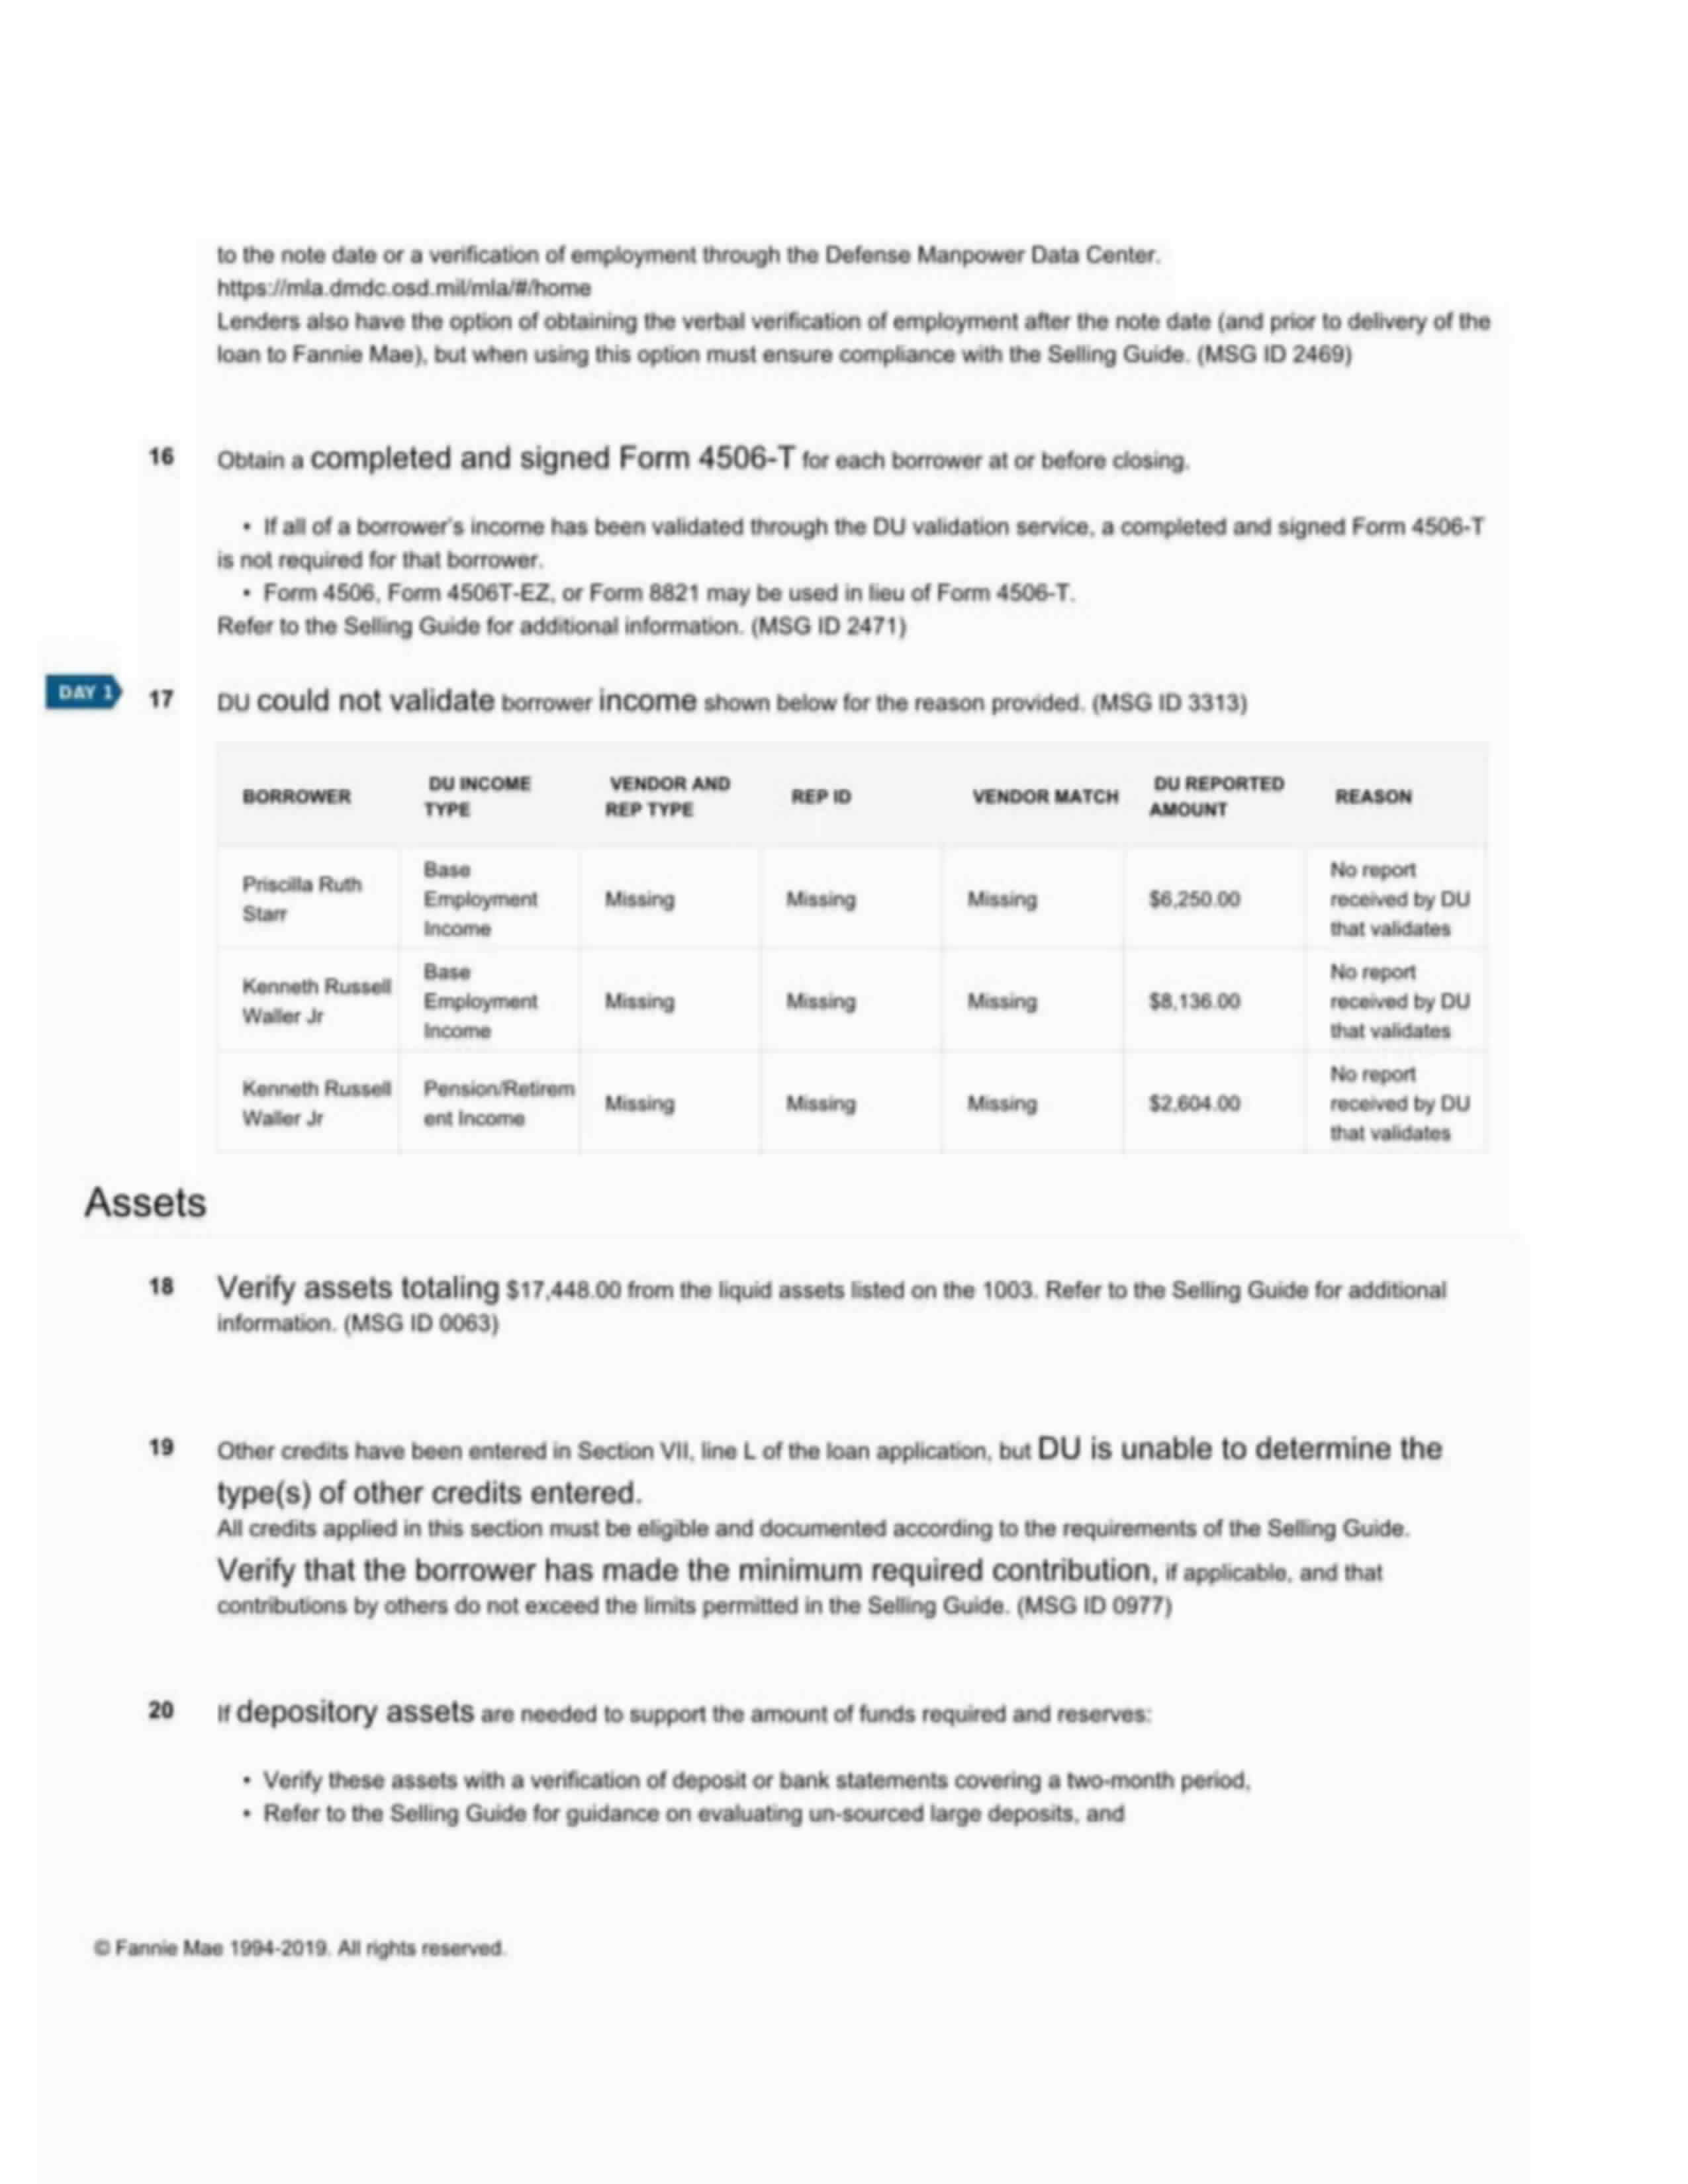 to the note date or a verification of employment through the Defense Manpower Data Center.
https://mla.dmdc.osd.mil/mla/#/home
Lenders also have the option of obtaining the verbal verification of employment after the note date (and prior to delivery of the
loan to Fannie Mae), but when using this option must ensure compliance with the Selling Guide. (MSG ID 2469)
16 Obtain a completed and signed Form 4506-T for each borrower at or before closing.
• If all of a borrower's income has been validated through the DU validation service, a completed and signed Form 4506-T
is not required for that borrower.
• Form 4506, Form 4506T-EZ, or Form 8821 may be used in lieu of Form 4506-T.
Refer to the Selling Guide for additional information. (MSG ID 2471)
DAY 1 17 DU could not validate borrower income shown below for the reason provided. (MSG ID 3313)
BORROWER DU INCOME TYPE VENDOR AND REP TYPE REP ID VENDOR MATCH DU REPORTED AMOUNT REASON
Priscilla Ruth Starr Base Employment Income Missing Missing Missing $6,250.00 No report received by DU that validates
Kenneth Russell Waller Jr Base Employment Income Missing Missing Missing $8,136.00 No report received by DU that validates
Kenneth Russell Waller Jr Pension/Retirem ent Income Missing Missing Missing $2,604.00 No report received by DU that validates
Assets
18 Verify assets totaling $17,448.00 from the liquid assets listed on the 1003. Refer to the Selling Guide for additional
information. (MSG ID 0063)
19 Other credits have been entered in Section VII, line L of the loan application, but DU is unable to determine the
type(s) of other credits entered.
All credits applied in this section must be eligible and documented according to the requirements of the Selling Guide.
Verify that the borrower has made the minimum required contribution, if applicable, and that
contributions by others do not exceed the limits permitted in the Selling Guide. (MSG ID 0977)
20 If depository assets are needed to support the amount of funds required and reserves:
• Verify these assets with a verification of deposit or bank statements covering a two-month period,
• Refer to the Selling Guide for guidance on evaluating un-sourced large deposits, and
© Fannie Mae 1994-2019. All rights reserved.